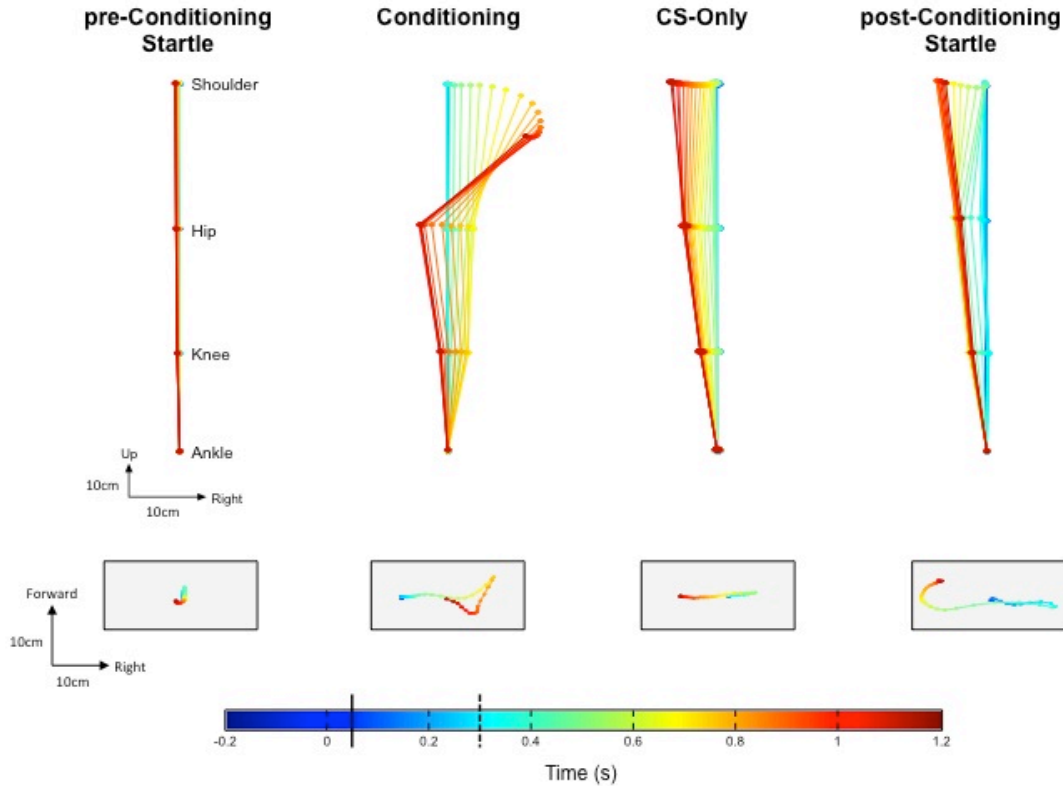 pre-Conditioning
Startle
Conditioning
CS-Only
post-Conditioning
Startle
Shoulder
Hip
Knee
Ankle
Up
10cm
Right
10cm
Forward
10cm
Right
10cm
-0.2
0
0.2
0.4
0.6
0.8
1
1.2
Time (s)